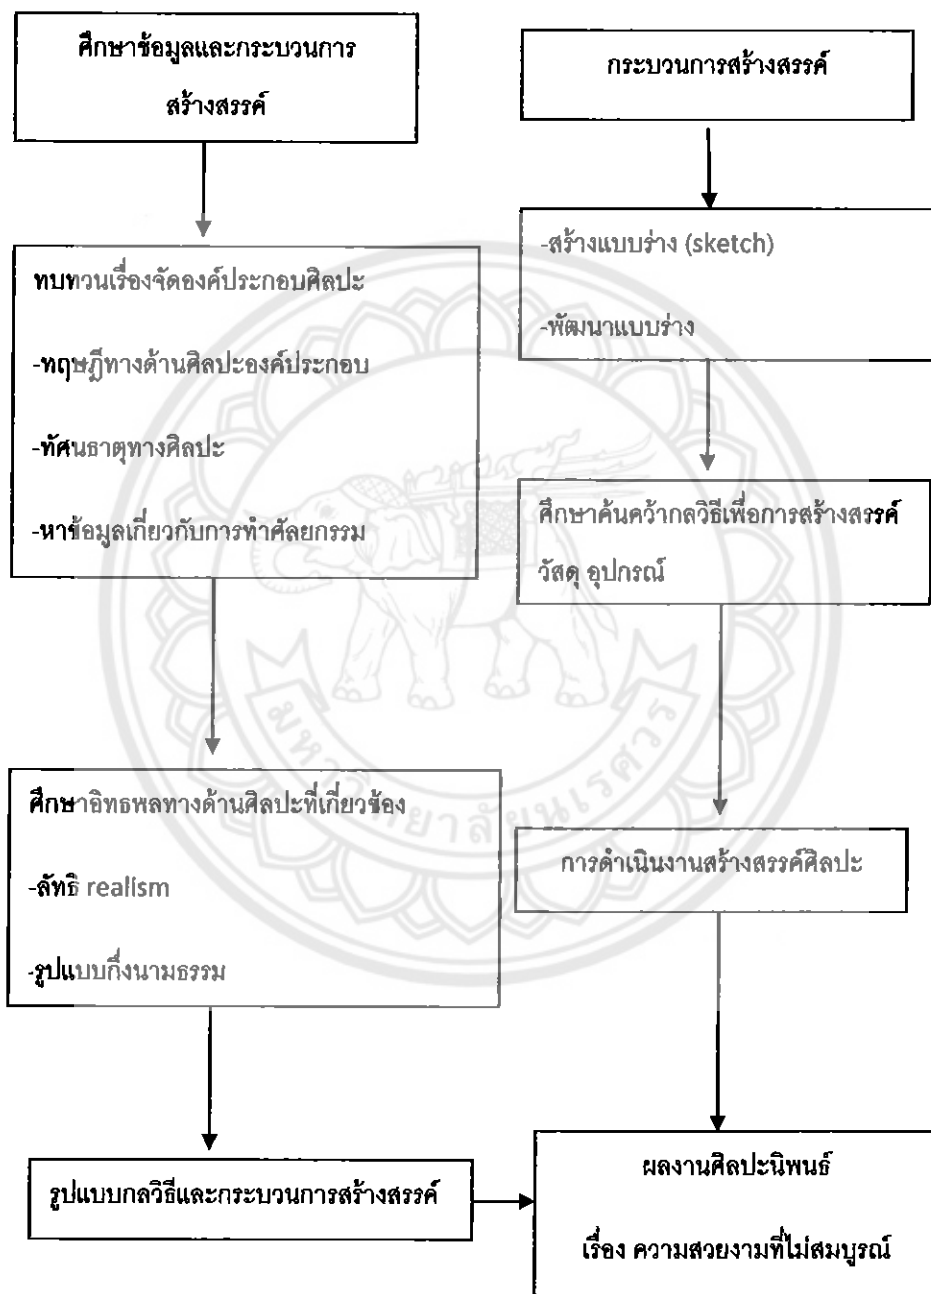 ศึกษาข้อมูลและกระบวนการ
สร้างสรรค์
ทบทวนเรื่องจัดองค์ประกอบศิลปะ
-ทฤษฎีทางด้านศิลปะองค์ประกอบ
-ทัศนธาตุทางศิลปะ
-หาข้อมูลเกี่ยวกับการทำศัลยกรรม
ศึกษาอิทธพลทางด้านศิลปะที่เกี่ยวข้อง
-ลัทธิ realism
-รูปแบบกึ่งนามธรรม
รูปแบบกลวิธีและกระบวนการสร้างสรรค์
กระบวนการสร้างสรรค์
-สร้างแบบร่าง (sketch)
-พัฒนาแบบร่าง
ศึกษาค้นคว้ากลวิธีเพื่อการสร้างสรรค์
วัสดุ อุปกรณ์
การดำเนินงานสร้างสรรค์ศิลปะ
ผลงานศิลปะนิพนธ์
เรื่อง ความสวยงามที่ไม่สมบูรณ์
มหาวิทยาลัยนเรศวร